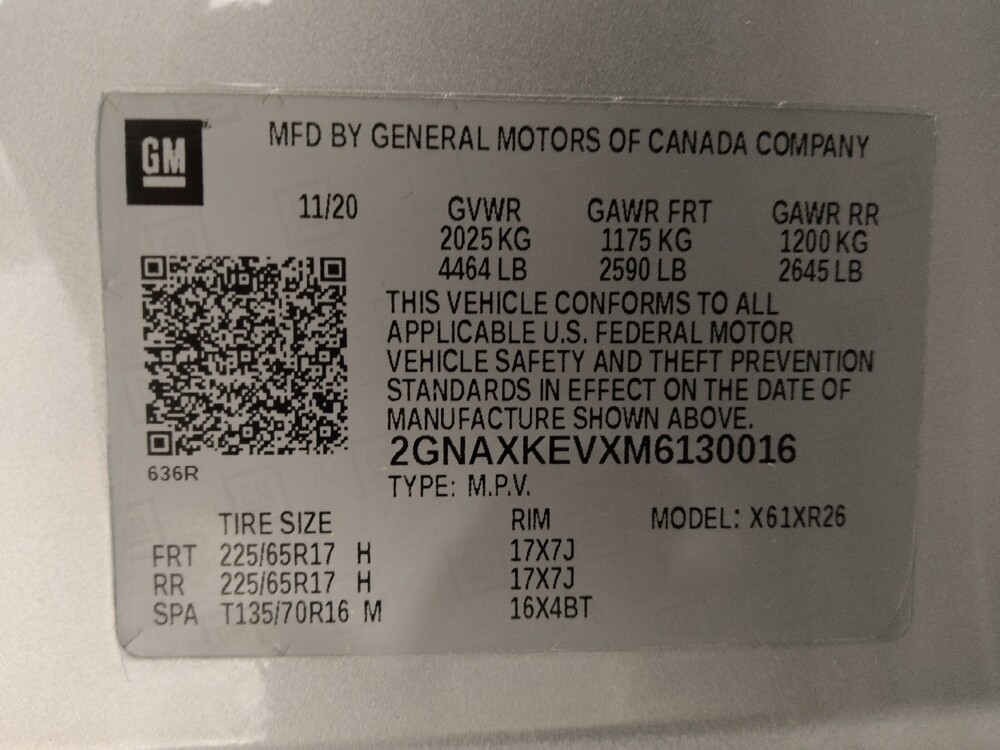 GM
MFD BY GENERAL MOTORS OF CANADA COMPANY
11/20 GVWR GAWR FRT GAWR RR
2025 KG 1175 KG 1200 KG
4464 LB 2590 LB 2645 LB
THIS VEHICLE CONFORMS TO ALL
APPLICABLE U.S. FEDERAL MOTOR
VEHICLE SAFETY AND THEFT PREVENTION
STANDARDS IN EFFECT ON THE DATE OF
MANUFACTURE SHOWN ABOVE.
2GNAXKEVXM6130016
636R
TYPE: M.P.V.
TIRE SIZE RIM MODEL: X61XR26
FRT 225/65R17 H 17X7J
RR 225/65R17 H 17X7J
SPA T135/70R16 M 16X4BT